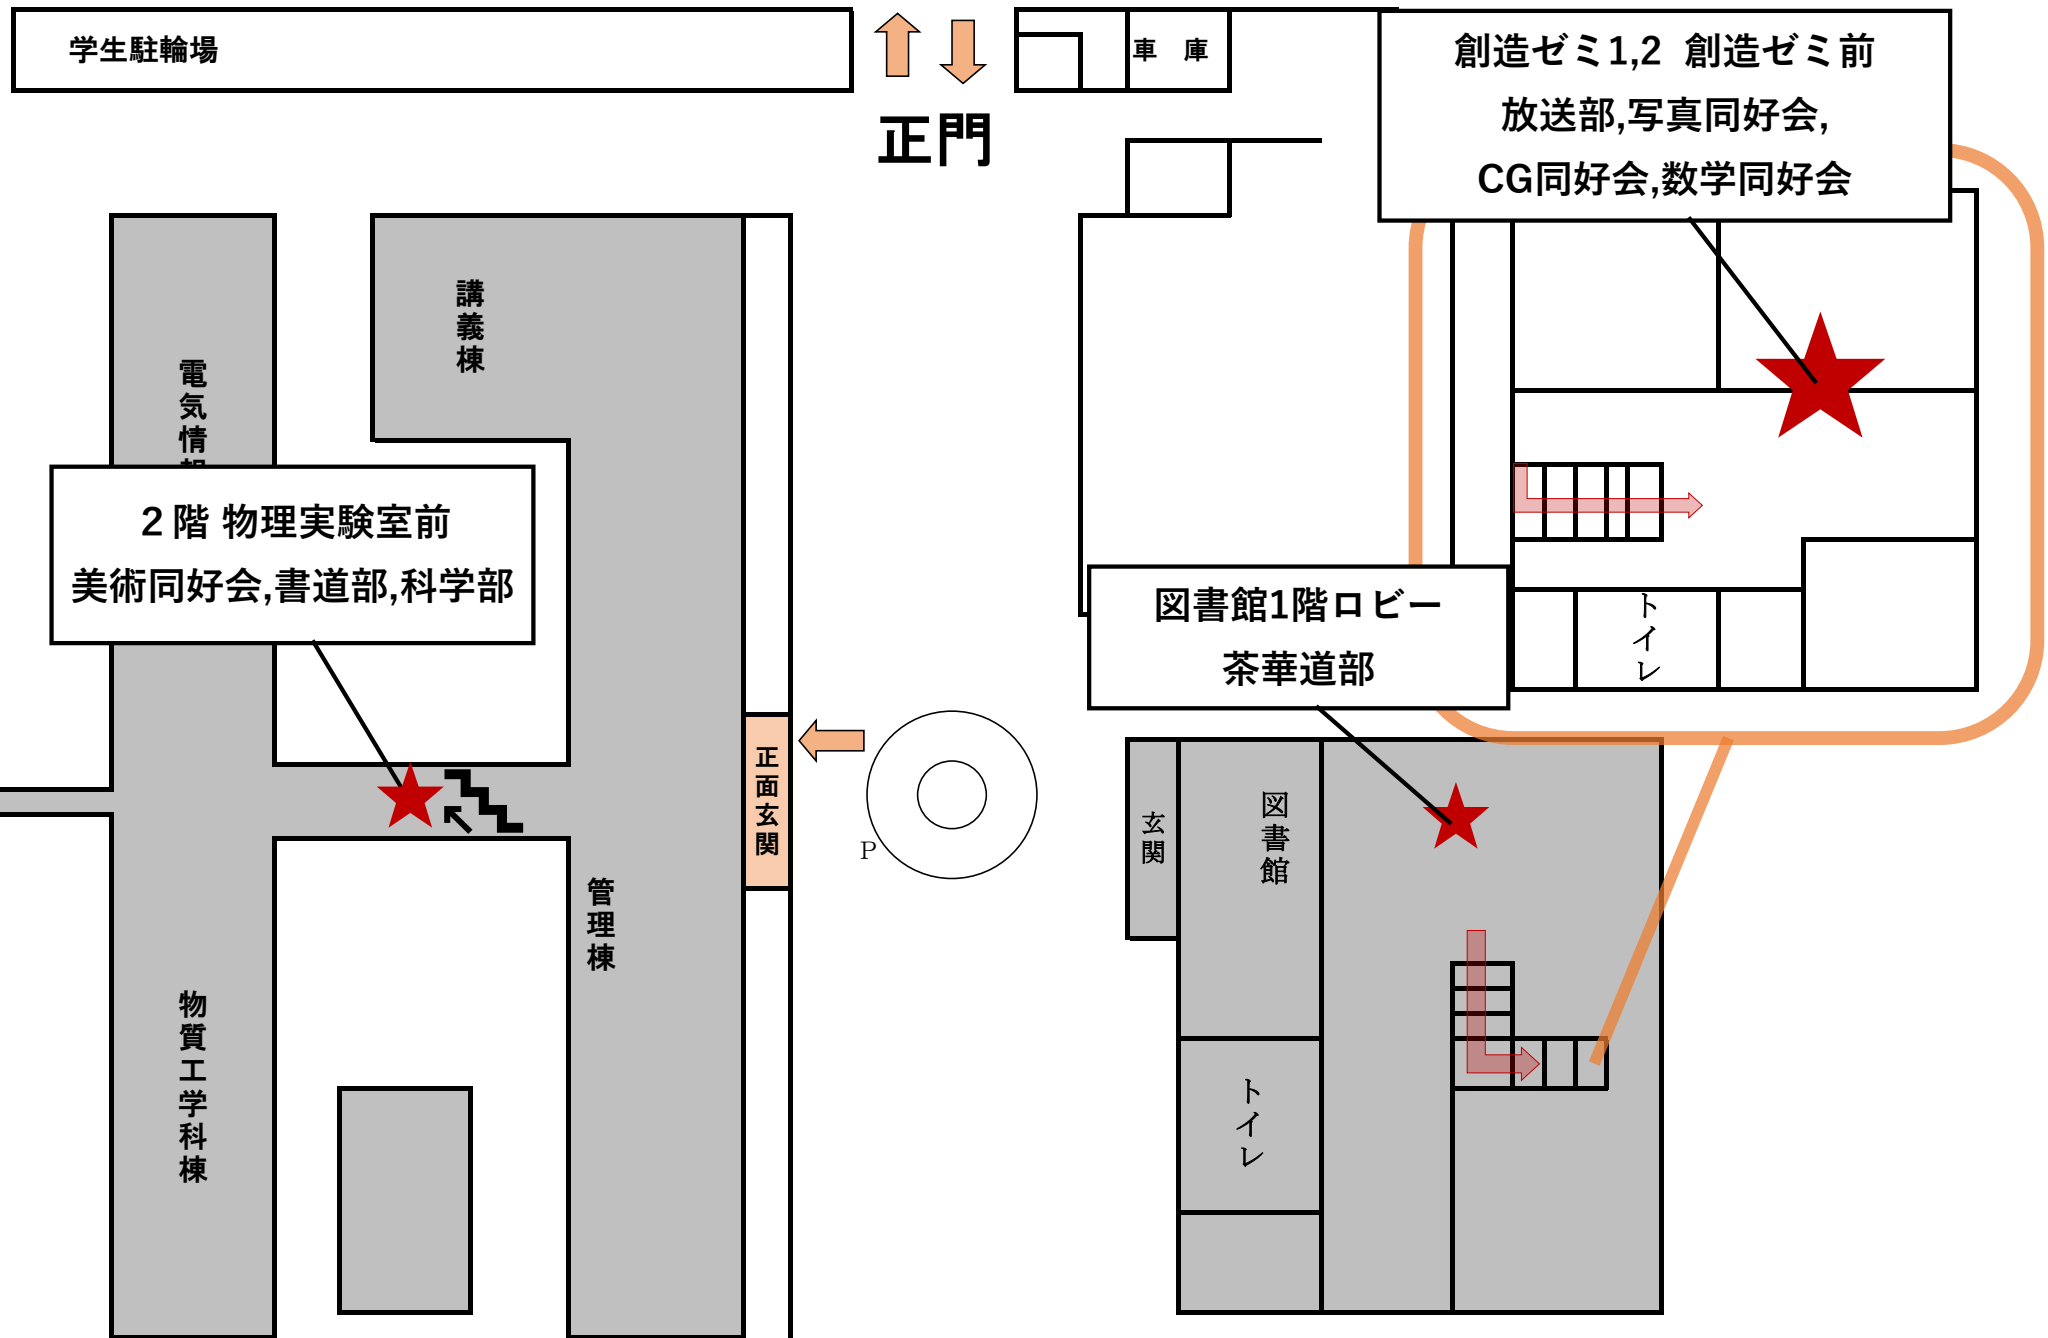 学生駐輪場
正門
車 庫
創造ゼミ1,2 創造ゼミ前
放送部,写真同好会,
CG同好会,数学同好会
講義棟
電気情
２階 物理実験室前
美術同好会,書道部,科学部
図書館1階ロビー
茶華道部
トイレ
正面玄関
P
玄関
図書館
管理棟
物質工学科棟
トイレ